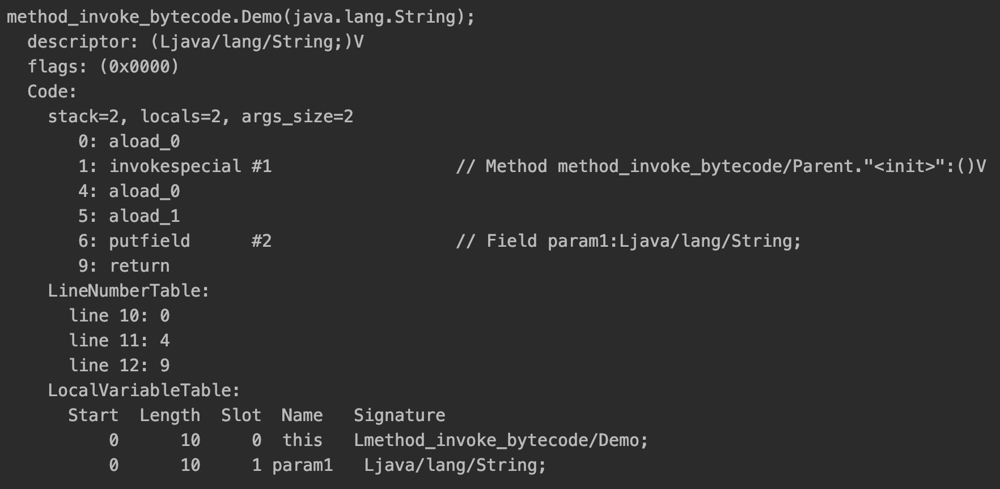 method_invoke_bytecode.Demo(java.lang.String);
  descriptor: (Ljava/lang/String;)V
  flags: (0x0000)
  Code:
    stack=2, locals=2, args_size=2
       0: aload_0
       1: invokespecial #1                  // Method method_invoke_bytecode/Parent."<init>":()V
       4: aload_0
       5: aload_1
       6: putfield      #2                  // Field param1:Ljava/lang/String;
       9: return
    LineNumberTable:
      line 10: 0
      line 11: 4
      line 12: 9
    LocalVariableTable:
      Start  Length  Slot  Name   Signature
          0      10     0  this   Lmethod_invoke_bytecode/Demo;
          0      10     1 param1   Ljava/lang/String;